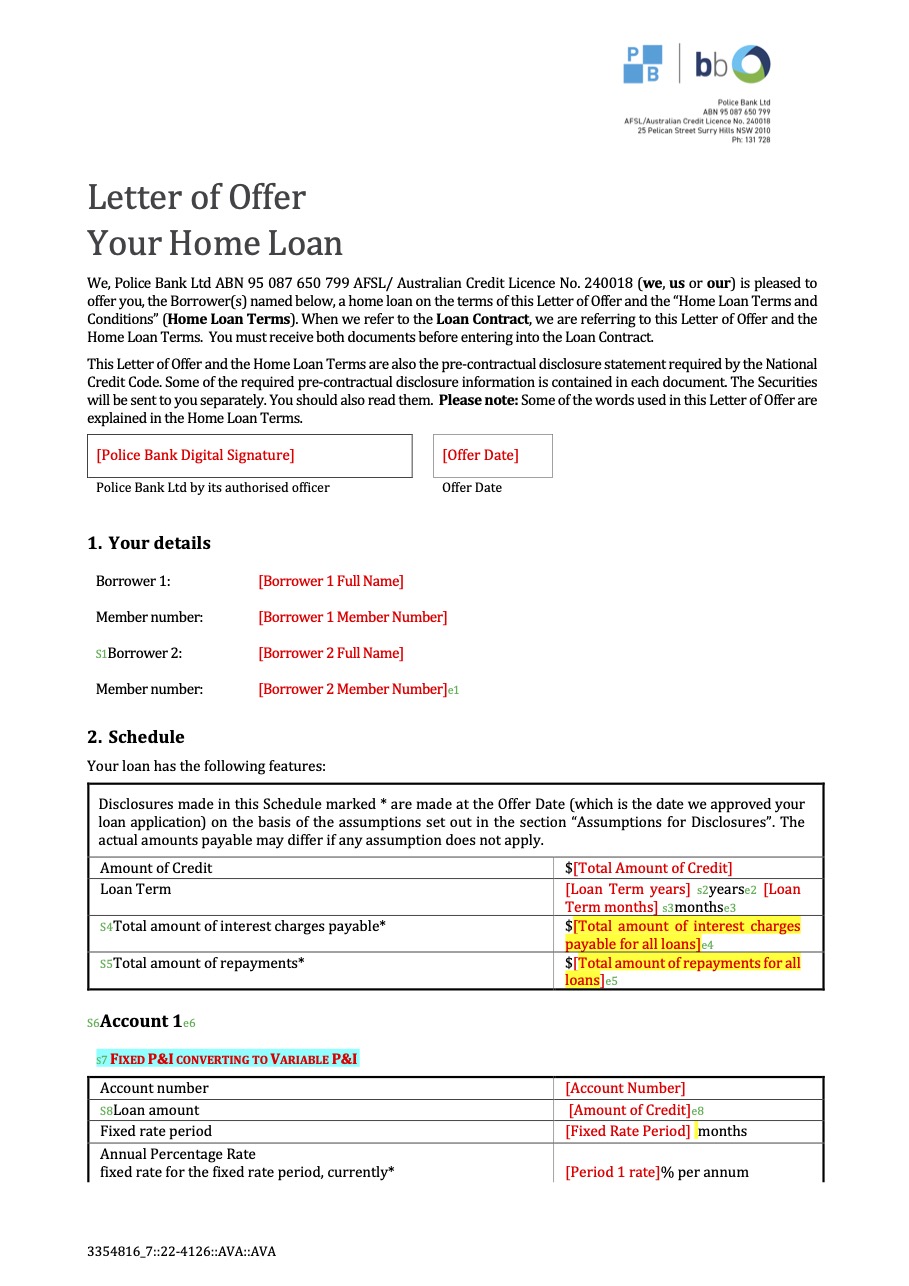 P B | bb
Police Bank Ltd
ABN 95 087 650 799
AFSL/Australian Credit Licence No. 240018
25 Pelican Street Surry Hills NSW 2010
Ph: 131 728
Letter of Offer
Your Home Loan
We, Police Bank Ltd ABN 95 087 650 799 AFSL/ Australian Credit Licence No. 240018 (we, us or our) is pleased to
offer you, the Borrower(s) named below, a home loan on the terms of this Letter of Offer and the “Home Loan Terms and
Conditions” (Home Loan Terms). When we refer to the Loan Contract, we are referring to this Letter of Offer and the
Home Loan Terms. You must receive both documents before entering into the Loan Contract.
This Letter of Offer and the Home Loan Terms are also the pre-contractual disclosure statement required by the National
Credit Code. Some of the required pre-contractual disclosure information is contained in each document. The Securities
will be sent to you separately. You should also read them. Please note: Some of the words used in this Letter of Offer are
explained in the Home Loan Terms.
[Police Bank Digital Signature] [Offer Date]
Police Bank Ltd by its authorised officer Offer Date
1. Your details
Borrower 1: [Borrower 1 Full Name]
Member number: [Borrower 1 Member Number]
S1Borrower 2: [Borrower 2 Full Name]
Member number: [Borrower 2 Member Number]e1
2. Schedule
Your loan has the following features:
Disclosures made in this Schedule marked * are made at the Offer Date (which is the date we approved your
loan application) on the basis of the assumptions set out in the section “Assumptions for Disclosures”. The
actual amounts payable may differ if any assumption does not apply.
Amount of Credit $[Total Amount of Credit]
Loan Term [Loan Term years] s2yearse2 [Loan
Term months] s3monthse3
S4Total amount of interest charges payable* $[Total amount of interest charges
payable for all loans]e4
S5Total amount of repayments* $[Total amount of repayments for all
loans]e5
S6Account 1e6
s7 FIXED P&I CONVERTING TO VARIABLE P&I
Account number [Account Number]
S8Loan amount [Amount of Credit]e8
Fixed rate period [Fixed Rate Period] months
Annual Percentage Rate
fixed rate for the fixed rate period, currently* [Period 1 rate]% per annum
3354816_7::22-4126::AVA::AVA